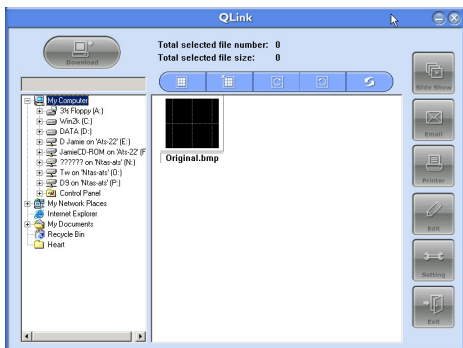 QLink
Download
Total selected file number: 0
Total selected file size: 0
My Computer
3½ Floppy (A:)
Win2k (C:)
DATA (D:)
D Jamie on 'Ats-22' (E:)
JamieCD-ROM on 'Ats-22' (F
?????? on 'Ntas-ats' (N:)
Tw on 'Ntas-ats' (O:)
D9 on 'Ntas-ats' (P:)
Control Panel
My Network Places
Internet Explorer
My Documents
Recycle Bin
Heart
Original.bmp
Slide Show
Email
Printer
Edit
Setting
Exit